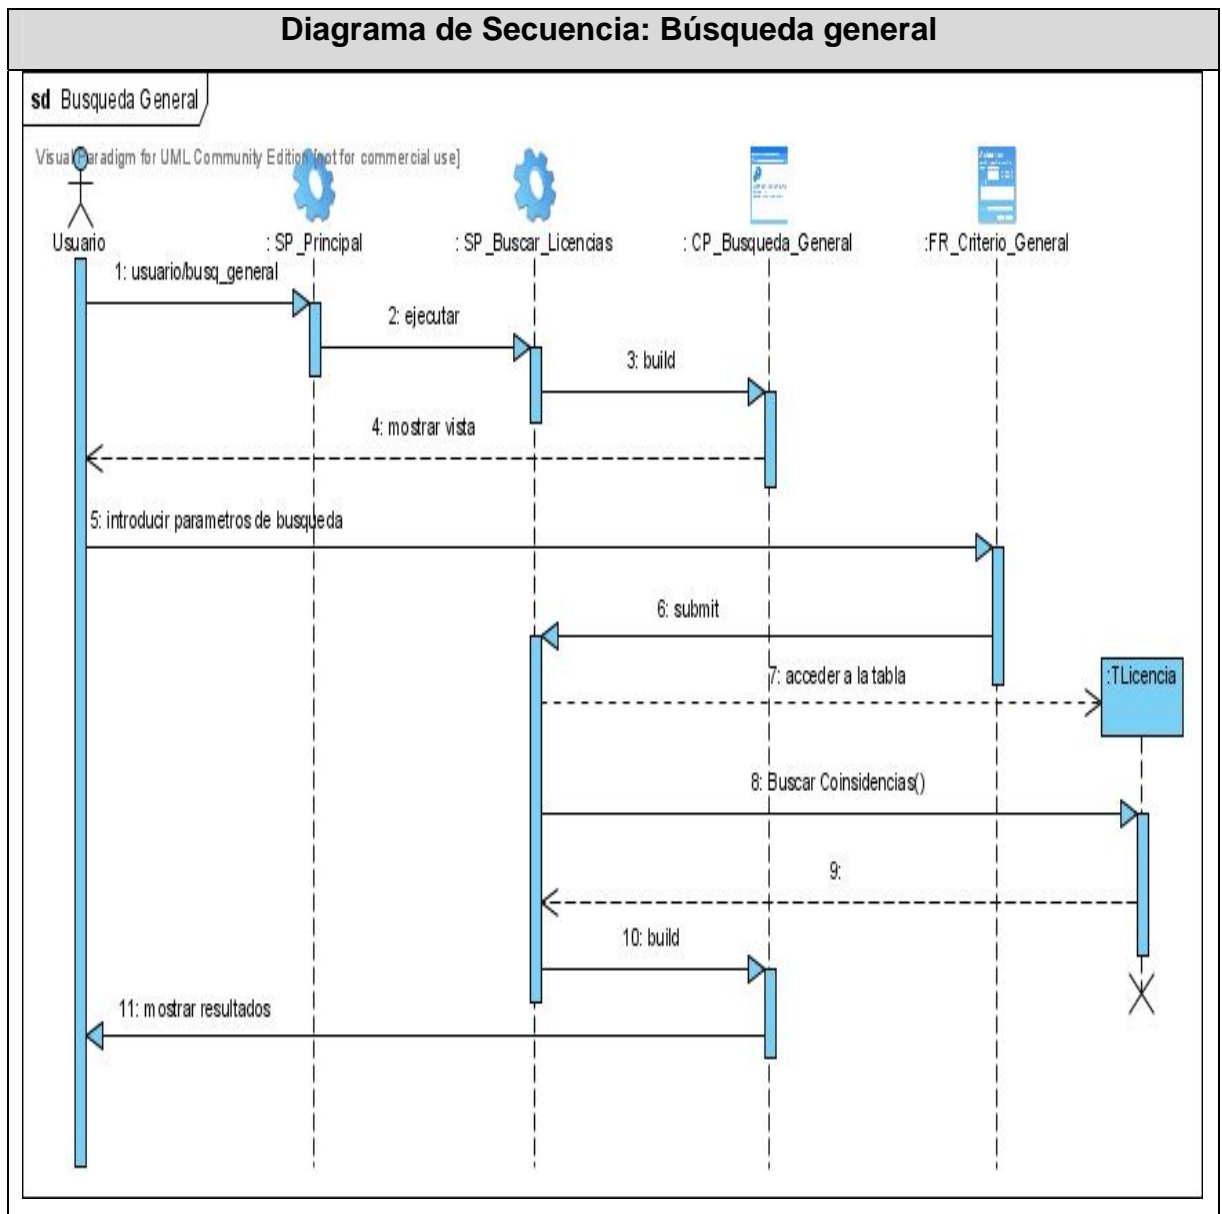 Diagrama de Secuencia: Búsqueda general
sd Busqueda General
Visual Paradigm for UML Community Edition [not for commercial use]
Usuario
: SP_Principal
: SP_Buscar_Licencias
: CP_Busqueda_General
:FR_Criterio_General
1: usuario/busq_general
2: ejecutar
3: build
4: mostrar vista
5: introducir parametros de busqueda
6: submit
7: acceder a la tabla
:TLicencia
8: Buscar Coinsidencias()
9:
10: build
11: mostrar resultados